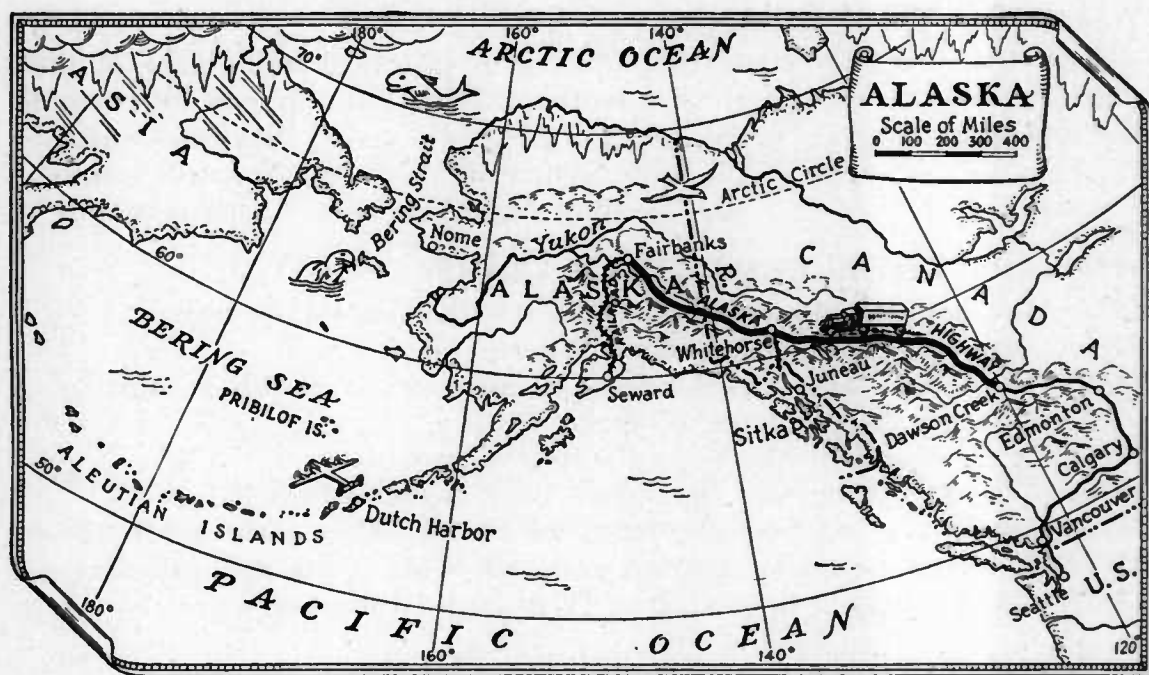 180°
160°
140°
ARCTIC OCEAN
70°
ALASKA
Scale of Miles
0 100 200 300 400
ASIA
Bering Strait
Arctic Circle
Nome
Yukon R.
Fairbanks
60°
ALASKA
CANADA
ALASKA HIGHWAY
BERING SEA
Whitehorse
PRIBILOF IS.
Seward
Juneau
Sitka
Dawson Creek
Edmonton
Calgary
50°
ALEUTIAN
ISLANDS
Dutch Harbor
Vancouver
PACIFIC OCEAN
Seattle
U.S.
180°
160°
140°
120°